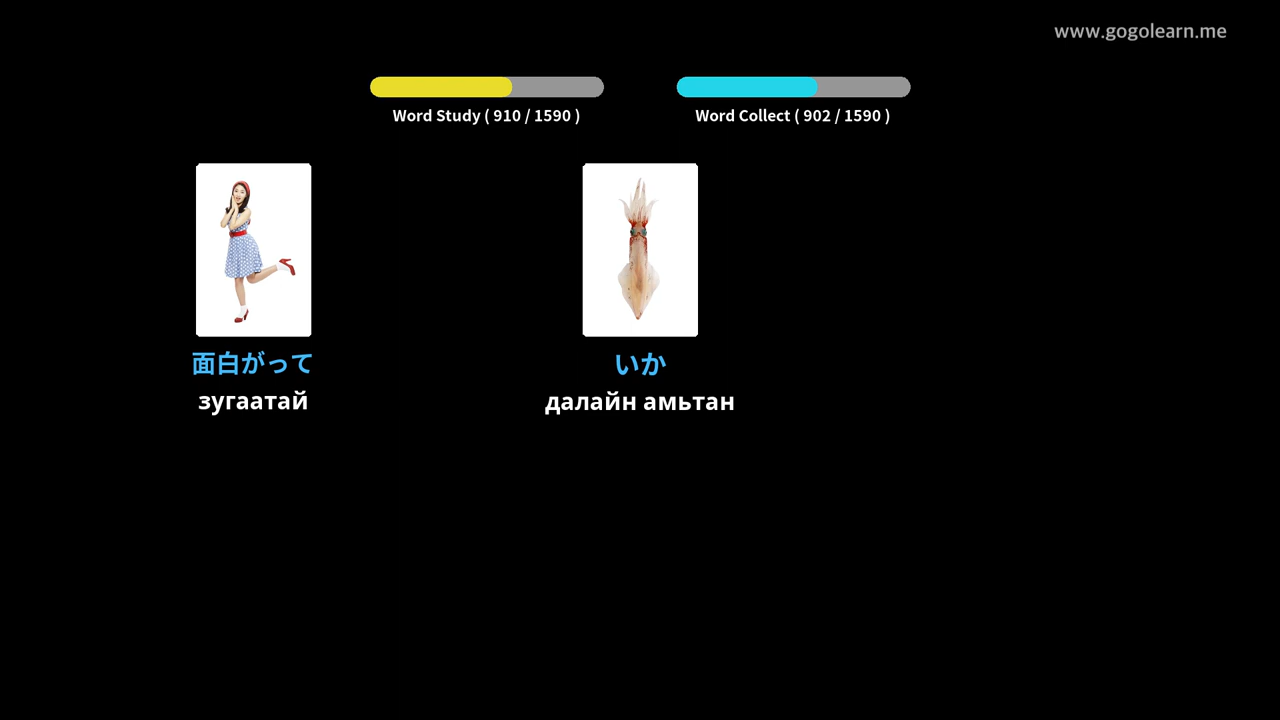 www.gogolearn.me
Word Study ( 910 / 1590 )
Word Collect ( 902 / 1590 )
面白がって
いか
зугаатай
далайн амьтан